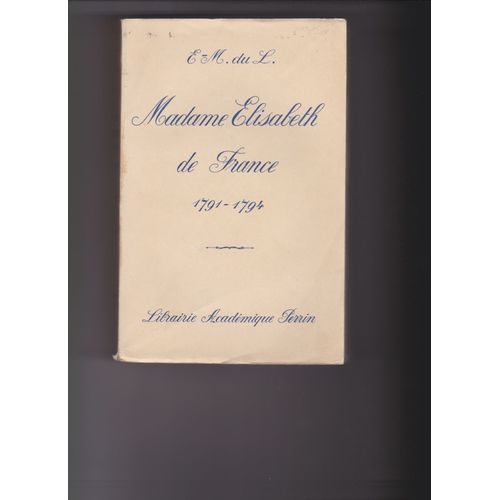 E-M. du L.
Madame Elisabeth
de France
1791-1794
Librairie Académique Perrin